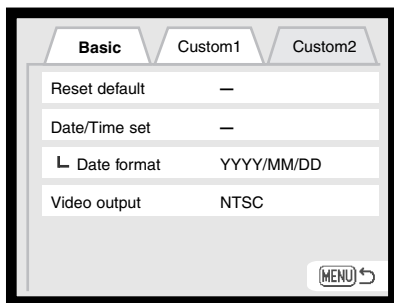 Basic Custom1 Custom2
Reset default —
Date/Time set —
Date format YYYY/MM/DD
Video output NTSC
MENU